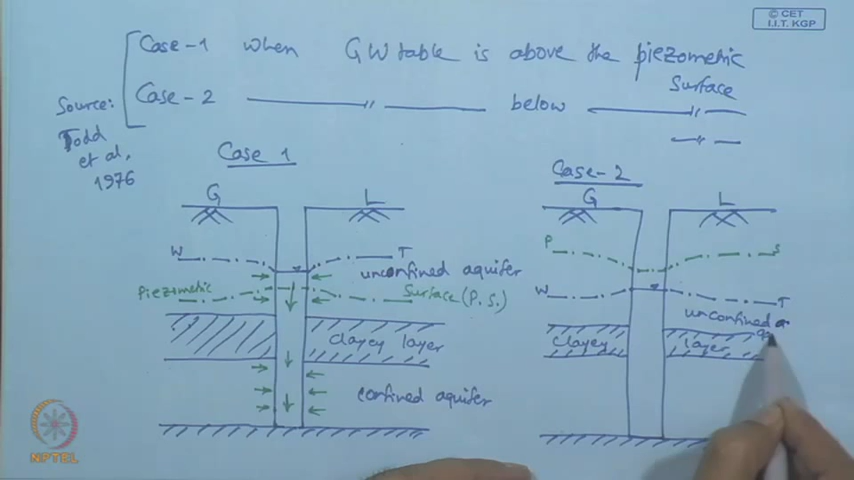 © CET
I.I.T. KGP
Case-1 when GW table is above the piezometric
Surface
Case-2 —————"— ———— below ————"— —
—"— —
Source:
Todd
et al,
1976
Case 1
G L
W T
unconfined aquifer
Piezometric Surface (P.S.)
clayey layer
confined aquifer
Case-2
G L
P S
W T
unconfined
clayey layer
NPTEL